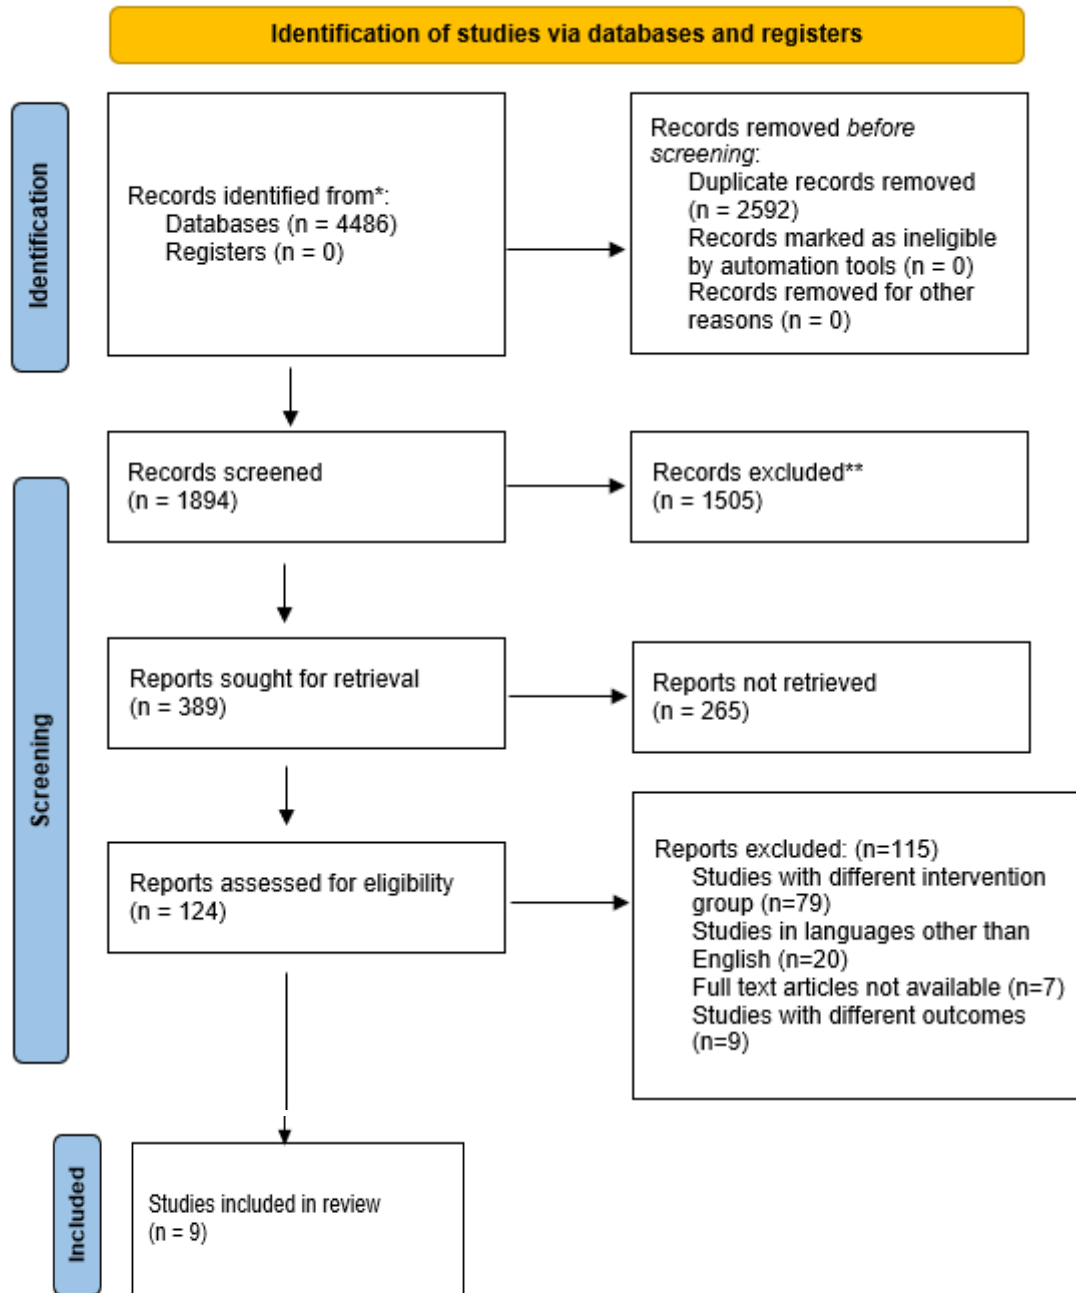 Identification of studies via databases and registers
Identification
Records identified from*:
Databases (n = 4486)
Registers (n = 0)
Records removed before
screening:
Duplicate records removed
(n = 2592)
Records marked as ineligible
by automation tools (n = 0)
Records removed for other
reasons (n = 0)
Screening
Records screened
(n = 1894)
Records excluded**
(n = 1505)
Reports sought for retrieval
(n = 389)
Reports not retrieved
(n = 265)
Reports assessed for eligibility
(n = 124)
Reports excluded: (n=115)
Studies with different intervention
group (n=79)
Studies in languages other than
English (n=20)
Full text articles not available (n=7)
Studies with different outcomes
(n=9)
Included
Studies included in review
(n = 9)